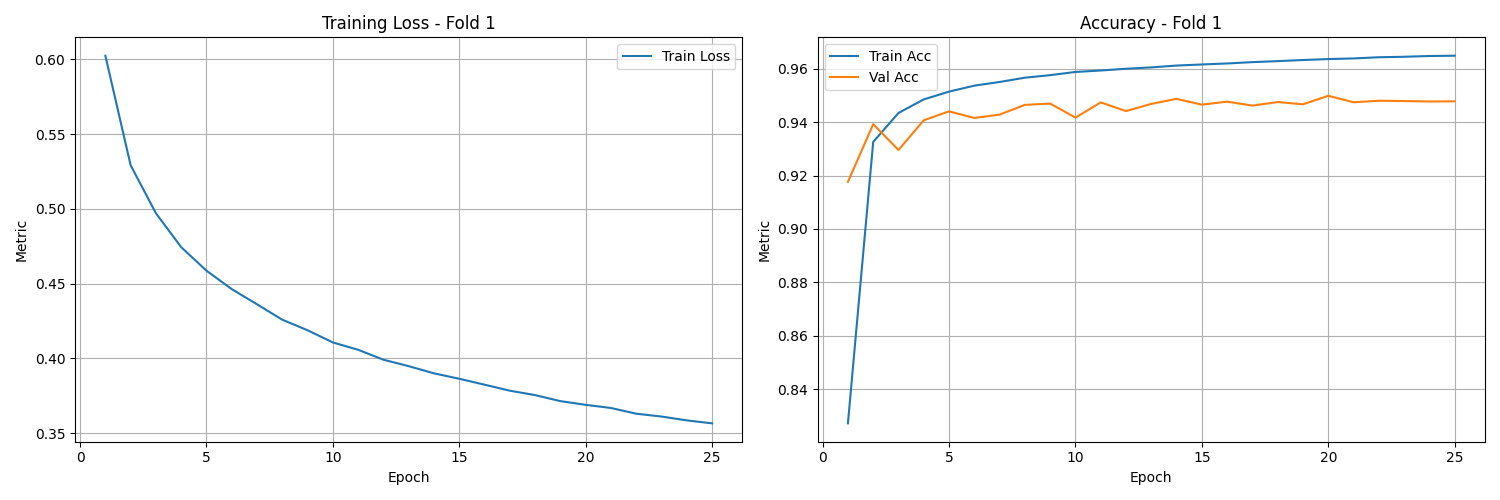 Training Loss - Fold 1
Train Loss
0.60
0.55
0.50
0.45
0.40
0.35
Metric
0
5
10
15
20
25
Epoch
Accuracy - Fold 1
Train Acc
Val Acc
0.96
0.94
0.92
0.90
0.88
0.86
0.84
Metric
0
5
10
15
20
25
Epoch